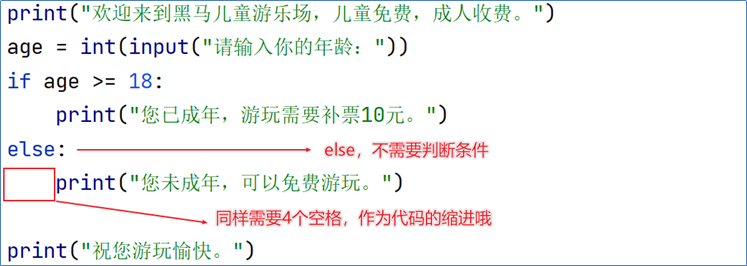 print("欢迎来到黑马儿童游乐场，儿童免费，成人收费。")
age = int(input("请输入你的年龄："))
if age >= 18:
    print("您已成年，游玩需要补票10元。")
else: else，不需要判断条件
    print("您未成年，可以免费游玩。")
同样需要4个空格，作为代码的缩进哦
print("祝您游玩愉快。")